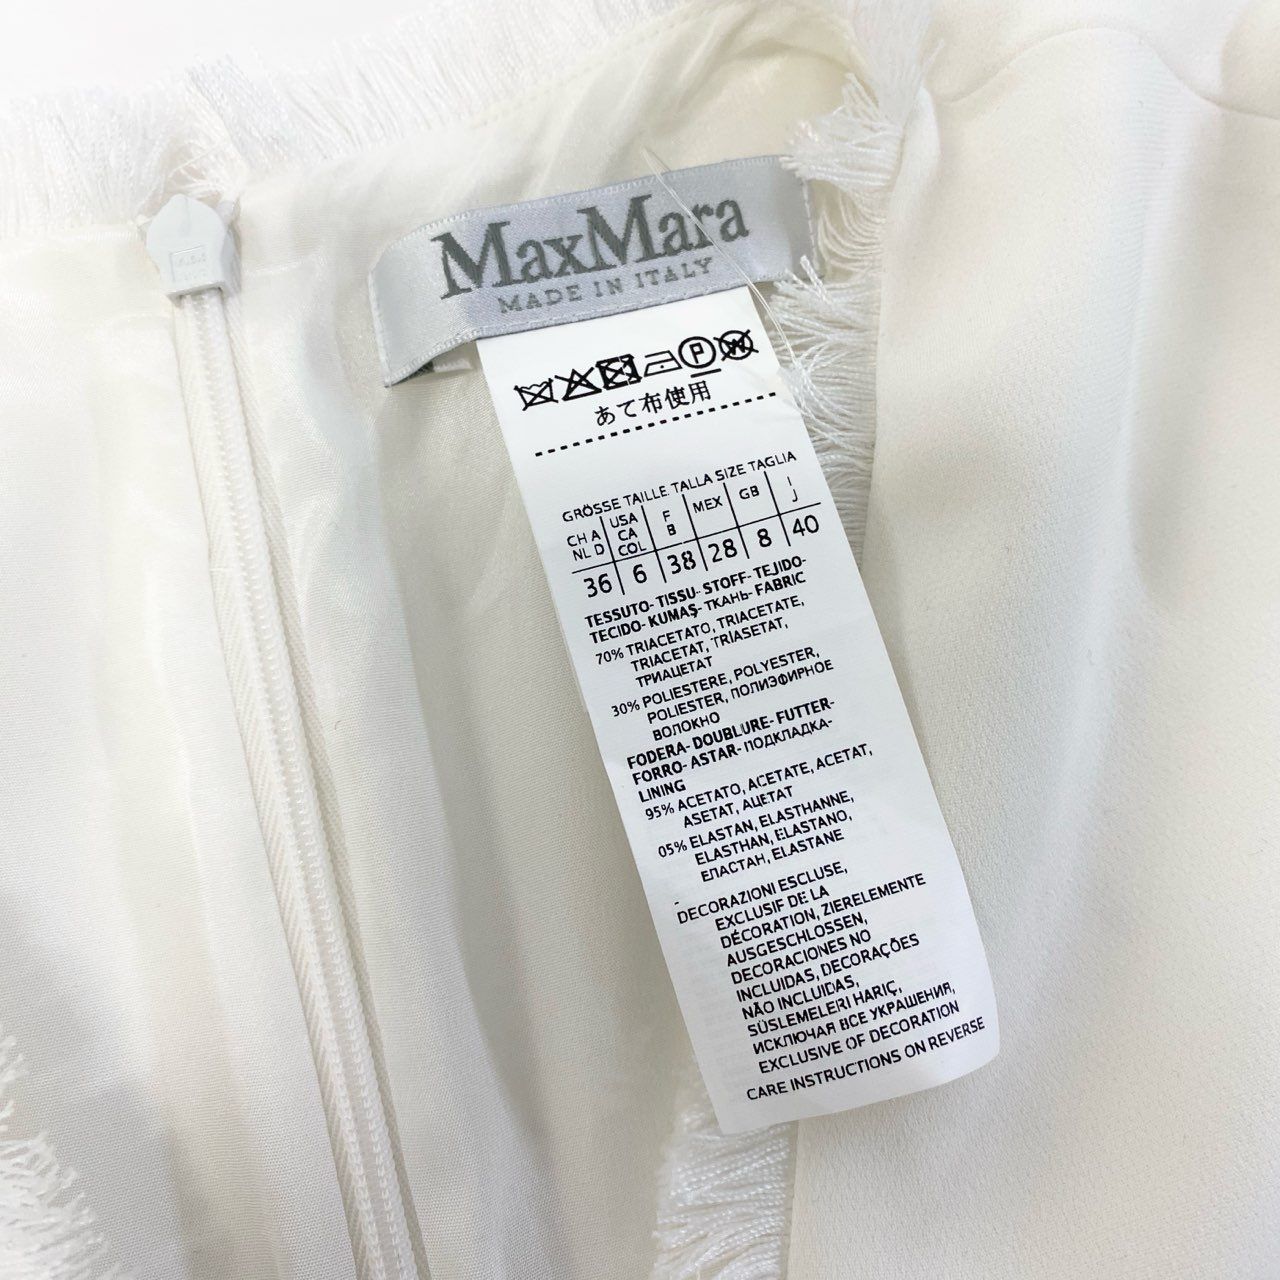 MaxMara
MADE IN ITALY
P W
あて布使用
GRÖSSE TAILLE TALLA SIZE TAGLIA
CH A USA F MEX GB I
NL D CA B J
COL
36 6 38 28 8 40
TESSUTO- TISSU- STOFF- TEJIDO-
TECIDO- KUMAŞ- ТКАНЬ- FABRIC
70% TRIACETATO, TRIACETATE,
TRIACETAT, TRIASETAT,
ТРИАЦЕТАТ
30% POLIESTERE, POLYESTER,
POLIESTER, ПОЛИЭФИРНОЕ
ВОЛОКНО
FODERA- DOUBLURE- FUTTER-
FORRO- ASTAR- ПОДКЛАДКА-
LINING
95% ACETATO, ACETATE, ACETAT,
ASETAT, АЦЕТАТ
05% ELASTAN, ELASTHANNE,
ELASTHAN, ELASTANO,
ЕЛАСТАН, ELASTANE
-
DECORAZIONI ESCLUSE,
EXCLUSIF DE LA
DÉCORATION, ZIERELEMENTE
AUSGESCHLOSSEN,
DECORACIONES NO
INCLUIDAS, DECORAÇÕES
NÃO INCLUIDAS,
SÜSLEMELERI HARIÇ,
ИСКЛЮЧАЯ ВСЕ УКРАШЕНИЯ,
EXCLUSIVE OF DECORATION
CARE INSTRUCTIONS ON REVERSE